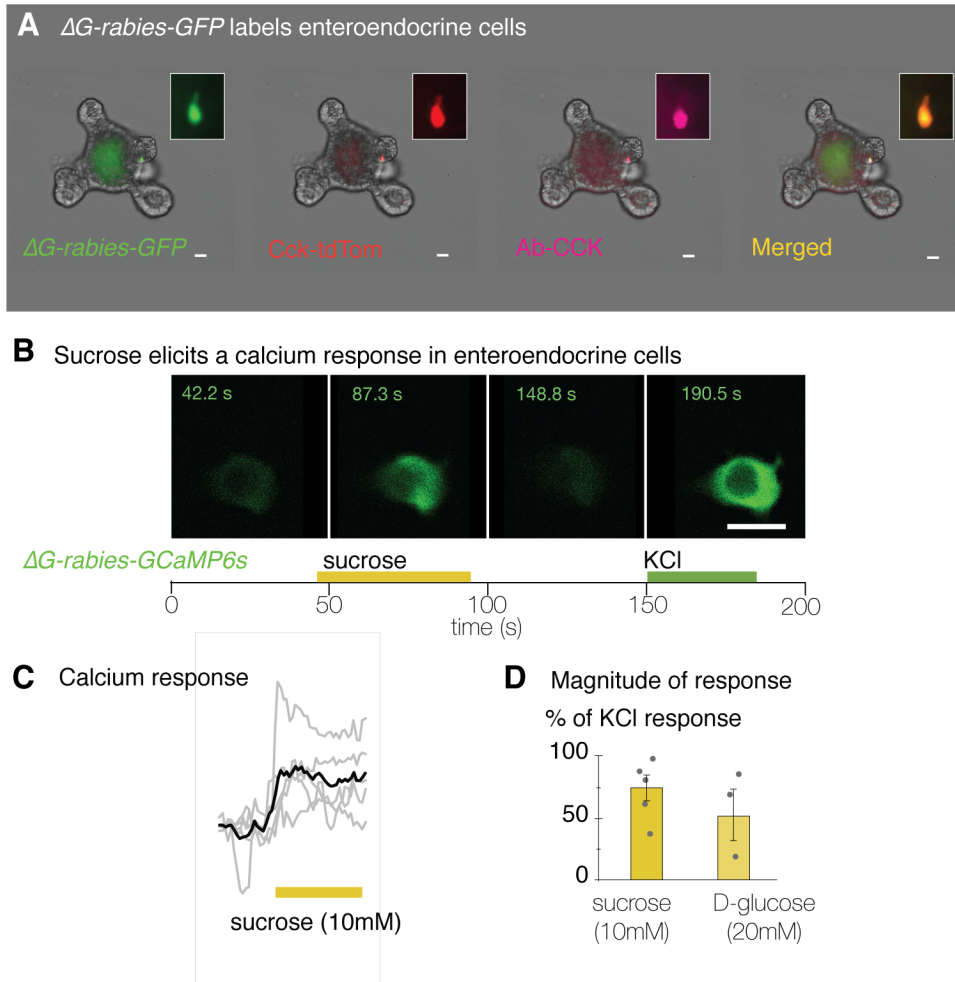 A ΔG-rabies-GFP labels enteroendocrine cells
ΔG-rabies-GFP
Cck-tdTom
Ab-CCK
Merged
B Sucrose elicits a calcium response in enteroendocrine cells
42.2 s
87.3 s
148.8 s
190.5 s
ΔG-rabies-GCaMP6s
sucrose
KCl
0
50
100
150
200
time (s)
C Calcium response
sucrose (10mM)
D Magnitude of response
% of KCl response
100
50
0
sucrose
(10mM)
D-glucose
(20mM)